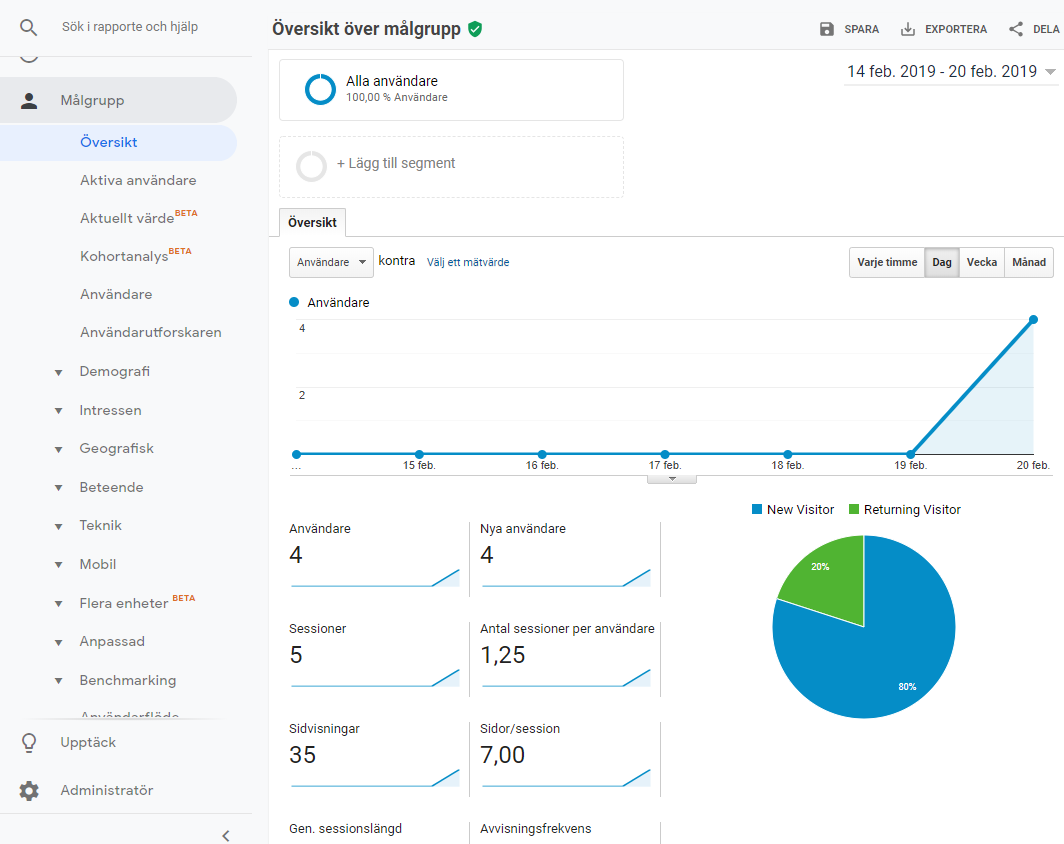 Sök i rapporte och hjälp
Målgrupp
Översikt
Aktiva användare
Aktuellt värde BETA
Kohortanalys BETA
Användare
Användarutforskaren
Demografi
Intressen
Geografisk
Beteende
Teknik
Mobil
Flera enheter BETA
Anpassad
Benchmarking
Användarflöde
Upptäck
Administratör
Översikt över målgrupp
SPARA EXPORTERA DELA
14 feb. 2019 - 20 feb. 2019
Alla användare
100,00 % Användare
+ Lägg till segment
Översikt
Användare kontra Välj ett mätvärde
Varje timme Dag Vecka Månad
Användare
4
2
... 15 feb. 16 feb. 17 feb. 18 feb. 19 feb. 20 feb.
Användare
4
Nya användare
4
Sessioner
5
Antal sessioner per användare
1,25
Sidvisningar
35
Sidor/session
7,00
Gen. sessionslängd
Avvisningsfrekvens
New Visitor Returning Visitor
20%
80%